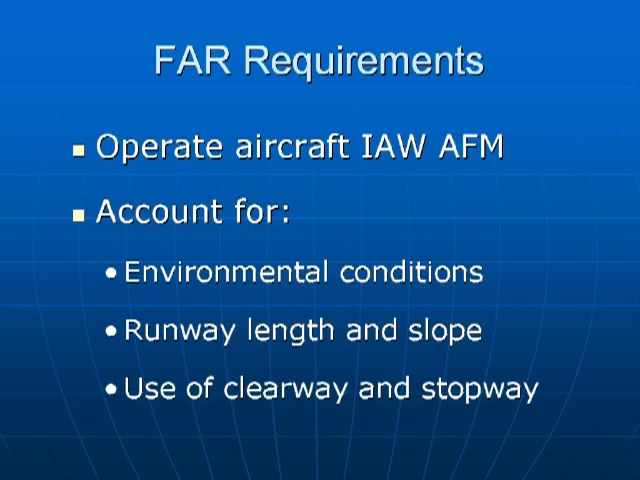 FAR Requirements
Operate aircraft IAW AFM
Account for:
Environmental conditions
Runway length and slope
Use of clearway and stopway